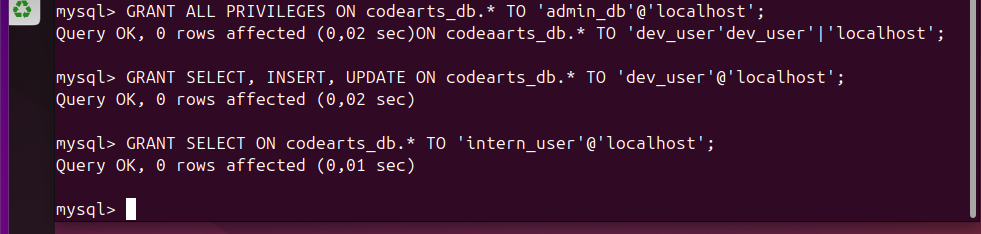 mysql> GRANT ALL PRIVILEGES ON codearts_db.* TO 'admin_db'@'localhost';
Query OK, 0 rows affected (0,02 sec)ON codeaarts_db.* TO 'dev_user'dev_user'|'localhost';
mysql> GRANT SELECT, INSERT, UPDATE ON codearts_db.* TO 'dev_user'@'localhost';
Query OK, 0 rows affected (0,02 sec)
mysql> GRANT SELECT ON codearts_db.* TO 'intern_user'@'localhost';
Query OK, 0 rows affected (0,01 sec)
mysql>